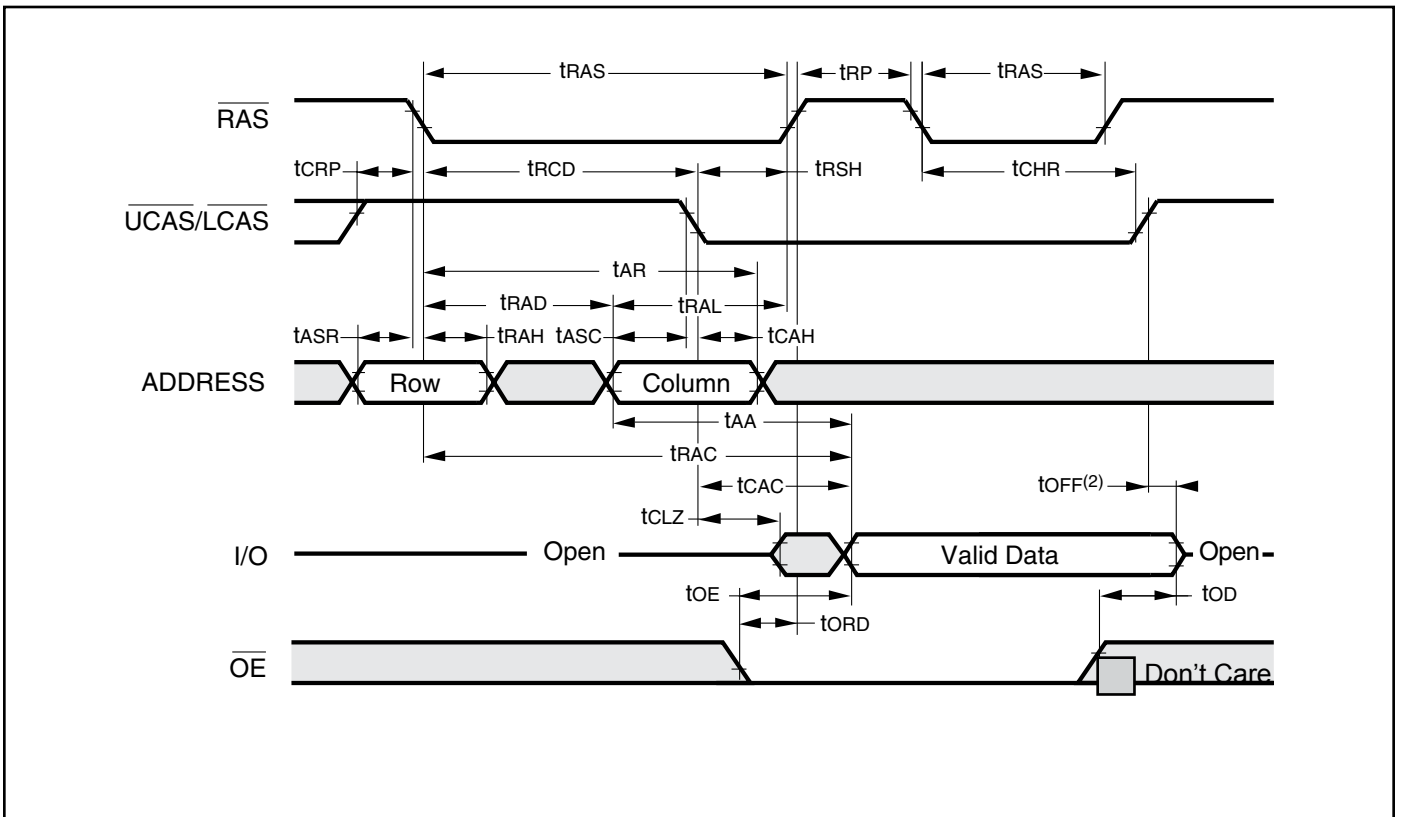 tRAS tRP tRAS
RAS
tCRP tRCD tRSH tCHR
UCAS/LCAS
tAR
tRAD tRAL
tASR tRAH tASC tCAH
ADDRESS Row Column
tAA
tRAC
tCAC tOFF(2)
tCLZ
I/O Open Valid Data Open
tOE tOD
tORD
OE Don't Care